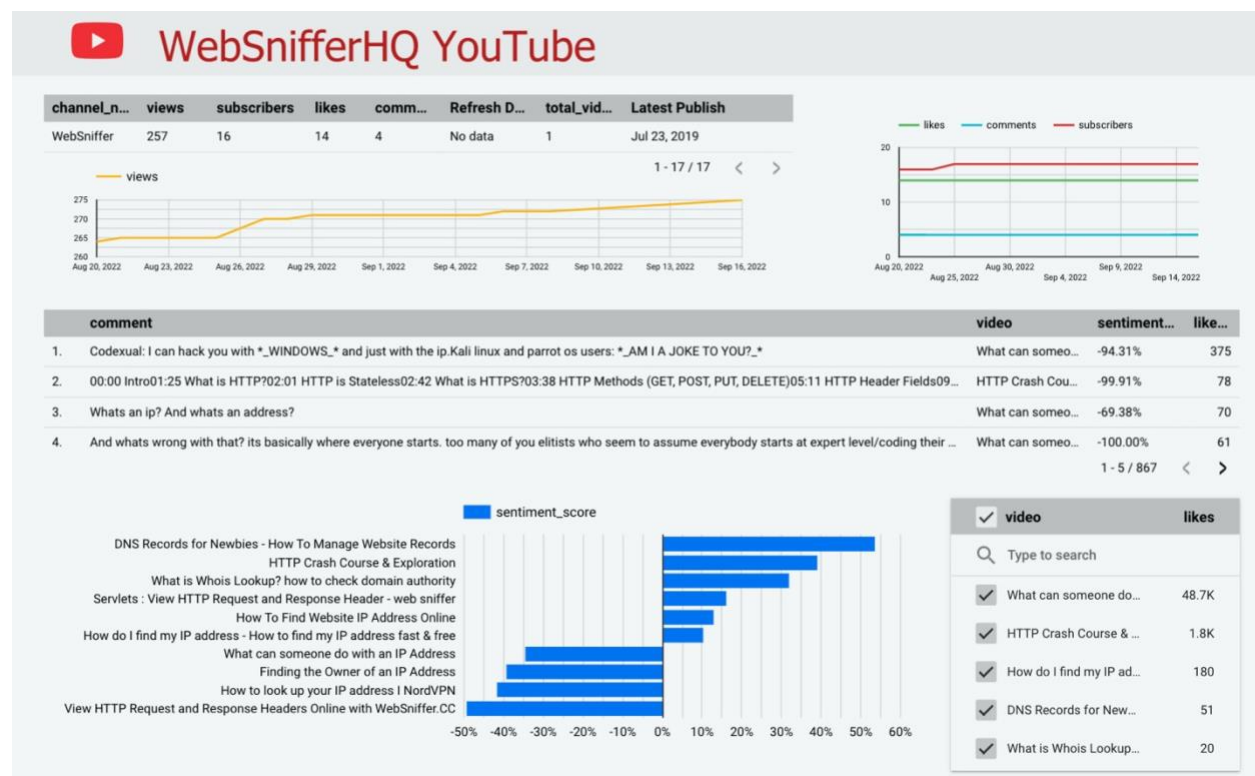 WebSnifferHQ YouTube
channel_n... views subscribers likes comm... Refresh D... total_vid... Latest Publish
WebSniffer 257 16 14 4 No data 1 Jul 23, 2019
1 - 17 / 17
views
275
270
265
260
Aug 20, 2022 Aug 23, 2022 Aug 26, 2022 Aug 29, 2022 Sep 1, 2022 Sep 4, 2022 Sep 7, 2022 Sep 10, 2022 Sep 13, 2022 Sep 16, 2022
likes comments subscribers
20
10
0
Aug 20, 2022 Aug 30, 2022 Sep 9, 2022
Aug 25, 2022 Sep 4, 2022 Sep 14, 2022
comment video sentiment... like...
1. Codexual: I can hack you with *_WINDOWS_* and just with the ip.Kali linux and parrot os users: *_AM I A JOKE TO YOU?_* What can someo... -94.31% 375
2. 00:00 Intro01:25 What is HTTP?02:01 HTTP is Stateless02:42 What is HTTPS?03:38 HTTP Methods (GET, POST, PUT, DELETE)05:11 HTTP Header Fields09... HTTP Crash Cou... -99.91% 78
3. Whats an ip? And whats an address? What can someo... -69.38% 70
4. And whats wrong with that? its basically where everyone starts. too many of you elitists who seem to assume everybody starts at expert level/coding their ... What can someo... -100.00% 61
1 - 5 / 867
sentiment_score
DNS Records for Newbies - How To Manage Website Records
HTTP Crash Course & Exploration
What is Whois Lookup? how to check domain authority
Servlets : View HTTP Request and Response Header - web sniffer
How To Find Website IP Address Online
How do I find my IP address - How to find my IP address fast & free
What can someone do with an IP Address
Finding the Owner of an IP Address
How to look up your IP address I NordVPN
View HTTP Request and Response Headers Online with WebSniffer.CC
-50% -40% -30% -20% -10% 0% 10% 20% 30% 40% 50% 60%
video likes
Type to search
What can someone do... 48.7K
HTTP Crash Course & ... 1.8K
How do I find my IP ad... 180
DNS Records for New... 51
What is Whois Lookup... 20